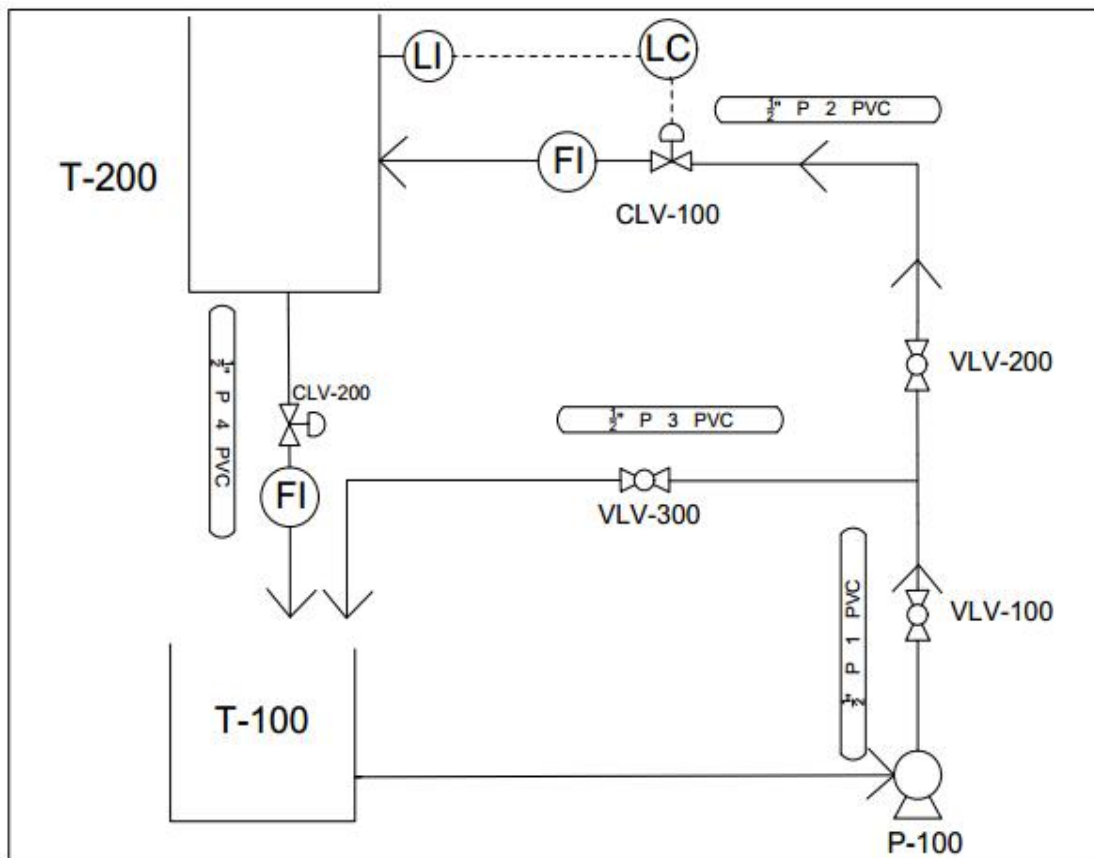 LI
LC
½" P 2 PVC
T-200
FI
CLV-100
½" P 4 PVC
CLV-200
VLV-200
½" P 3 PVC
FI
VLV-300
½" P 1 PVC
VLV-100
T-100
P-100